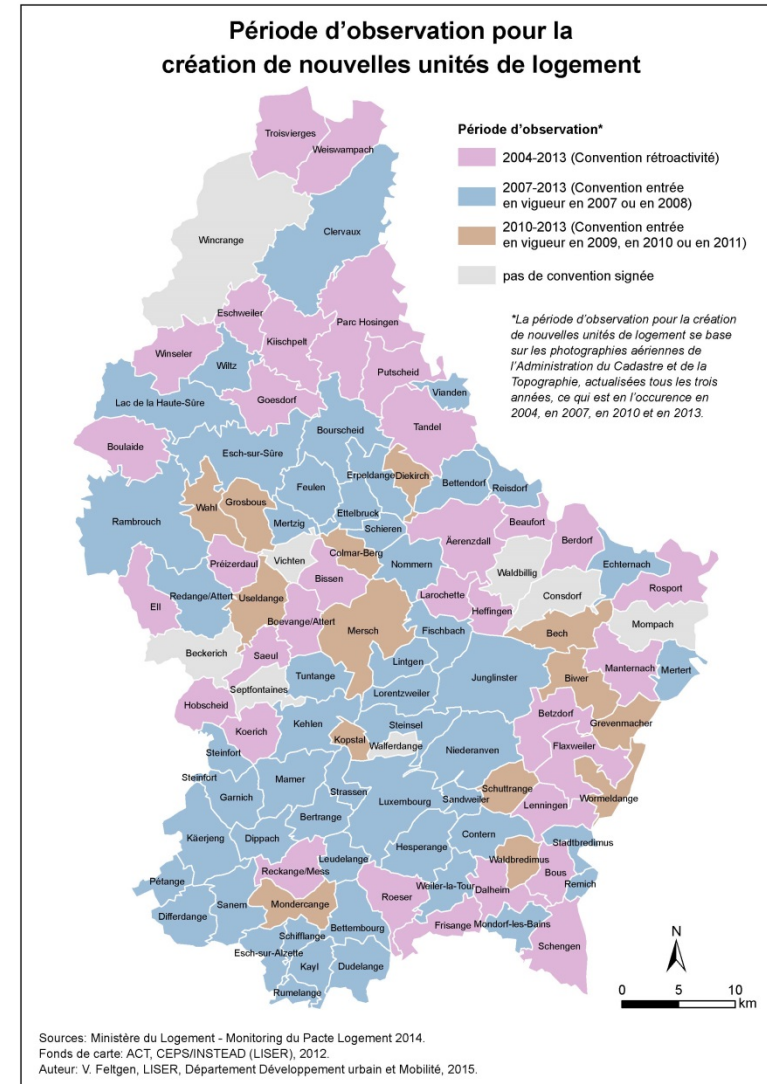 Période d'observation pour la
création de nouvelles unités de logement
Période d'observation*
2004-2013 (Convention rétroactivité)
2007-2013 (Convention entrée
en vigueur en 2007 ou en 2008)
2010-2013 (Convention entrée
en vigueur en 2009, en 2010 ou en 2011)
pas de convention signée
*La période d'observation pour la création
de nouvelles unités de logement se base
sur les photographies aériennes de
l'Administration du Cadastre et de la
Topographie, actualisées tous les trois
années, ce qui est en l'occurence en
2004, en 2007, en 2010 et en 2013.
Troisvierges
Weiswampach
Clervaux
Wincrange
Eschweiler
Parc Hosingen
Kiischpelt
Winseler
Wiltz
Putscheid
Vianden
Goesdorf
Lac de la Haute-Sûre
Bourscheid
Tandel
Boulaide
Esch-sur-Sûre
Erpeldange
Diekirch
Bettendorf
Reisdorf
Feulen
Wahl
Grosbous
Ettelbruck
Rambrouch
Mertzig
Schieren
Beaufort
Berdorf
Äerenzdall
Colmar-Berg
Vichten
Préizerdaul
Bissen
Nommern
Waldbillig
Echternach
Consdorf
Rosport
Ell
Redange/Attert
Useldange
Larochette
Heffingen
Boevange/Attert
Mersch
Fischbach
Bech
Mompach
Beckerich
Saeul
Lintgen
Manternach
Mertert
Tuntange
Junglinster
Biwer
Septfontaines
Lorentzweiler
Hobscheid
Betzdorf
Grevenmacher
Koerich
Kehlen
Steinsel
Kopstal
Walferdange
Niederanven
Flaxweiler
Steinfort
Steinfort
Mamer
Strassen
Schuttrange
Garnich
Luxembourg
Sandweiler
Wormeldange
Lenningen
Bertrange
Käerjeng
Dippach
Contern
Stadtbredimus
Hesperange
Leudelange
Waldbredimus
Reckange/Mess
Bous
Pétange
Weiler-la-Tour
Remich
Dalheim
Roeser
Sanem
Mondercange
Differdange
Bettembourg
Frisange
Mondorf-les-Bains
Schifflange
Esch-sur-Alzette
Schengen
Kayl
Dudelange
Rumelange
N
0 5 10
km
Sources: Ministère du Logement - Monitoring du Pacte Logement 2014.
Fonds de carte: ACT, CEPS/INSTEAD (LISER), 2012.
Auteur: V. Feltgen, LISER, Département Développement urbain et Mobilité, 2015.